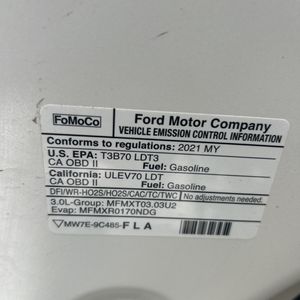 FoMoCo
Ford Motor Company
VEHICLE EMISSION CONTROL INFORMATION
Conforms to regulations: 2021 MY
U.S. EPA: T3B70 LDT3
CA OBD II Fuel: Gasoline
California: ULEV70 LDT
CA OBD II Fuel: Gasoline
DFI/WR-HO2S/HO2S/CAC/TC/TC No adjustments needed.
3.0L-Group: MFMXT03.03U2
Evap: MFMXR0170NDG
MW7E-9C485-FLA